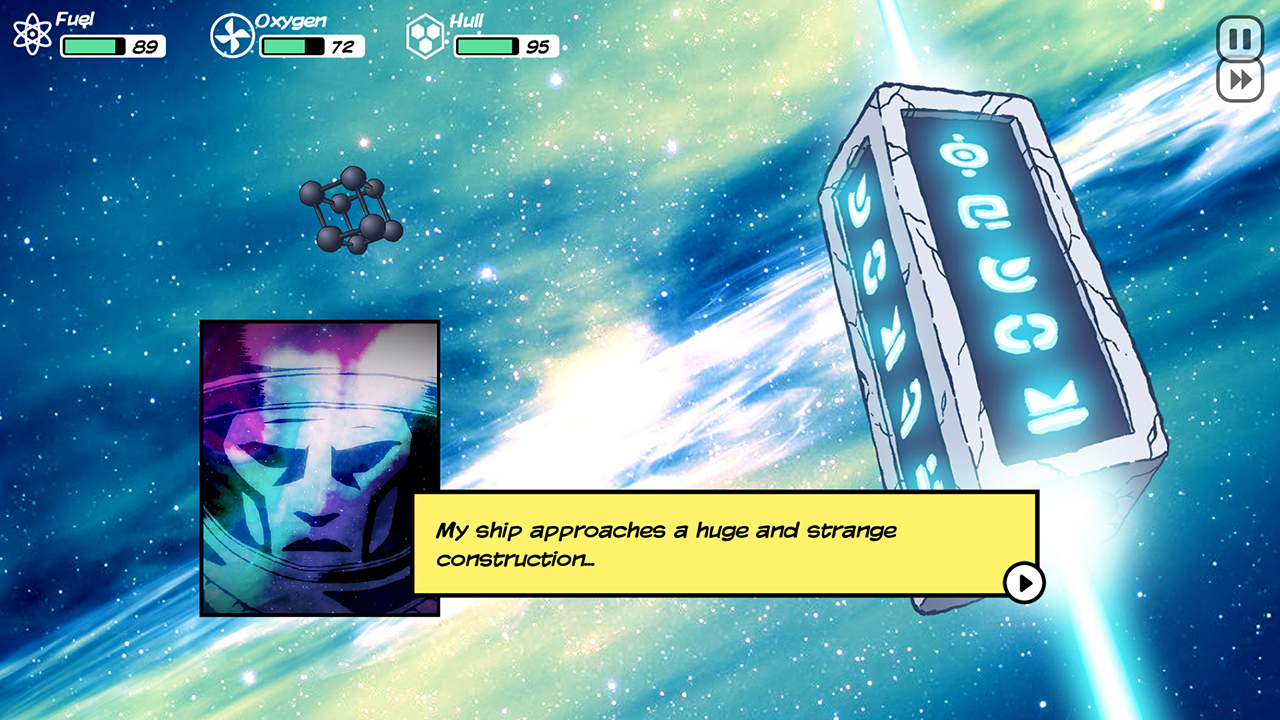 Fuel
89
Oxygen
72
Hull
95
My ship approaches a huge and strange
construction...